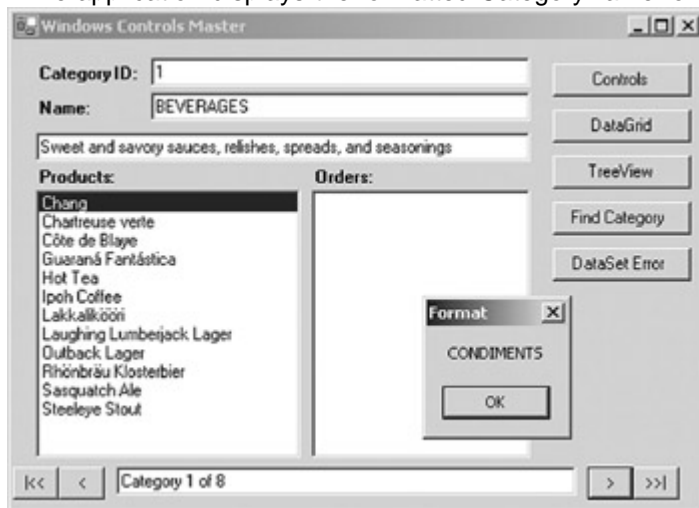 Windows Controls Master
Category ID: 1
Controls
Name: BEVERAGES
DataGrid
Sweet and savory sauces, relishes, spreads, and seasonings
Products:
Orders:
TreeView
Chang
Chartreuse verte
Côte de Blaye
Guaraná Fantástica
Hot Tea
Ipoh Coffee
Lakkalikööri
Laughing Lumberjack Lager
Outback Lager
Rhönbräu Klosterbier
Sasquatch Ale
Steeleye Stout
Find Category
DataSet Error
Format
CONDIMENTS
OK
|<< < Category 1 of 8 > >>|